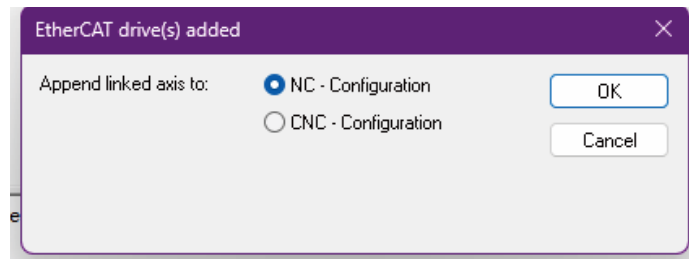 EtherCAT drive(s) added
Append linked axis to:
NC - Configuration
OK
CNC - Configuration
Cancel
e